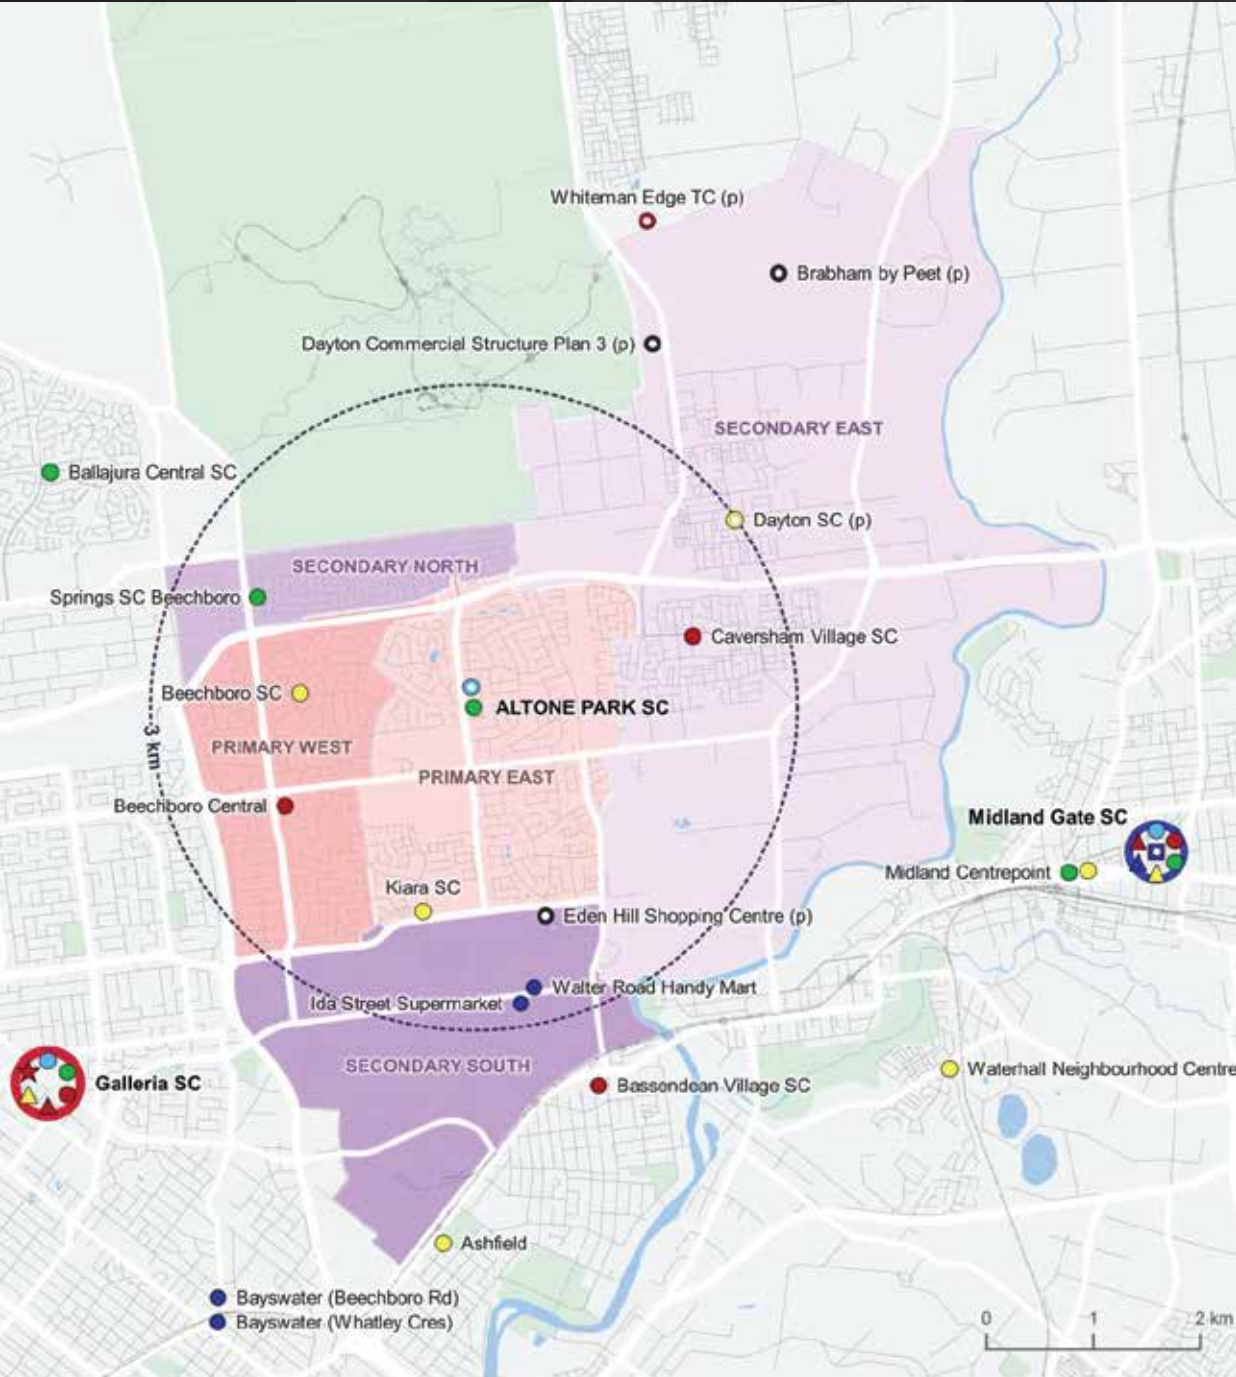 Whiteman Edge TC (p)
Brabham by Peet (p)
Dayton Commercial Structure Plan 3 (p)
SECONDARY EAST
Ballajura Central SC
Dayton SC (p)
SECONDARY NORTH
Springs SC Beechboro
Caversham Village SC
Beechboro SC
ALTONE PARK SC
3 km
PRIMARY WEST
PRIMARY EAST
Beechboro Central
Midland Gate SC
Midland Centrepoint
Kiara SC
Eden Hill Shopping Centre (p)
Walter Road Handy Mart
Ida Street Supermarket
SECONDARY SOUTH
Waterhall Neighbourhood Centre
Galleria SC
Bassendean Village SC
Ashfield
Bayswater (Beechboro Rd)
Bayswater (Whatley Cres)
0 1 2 km